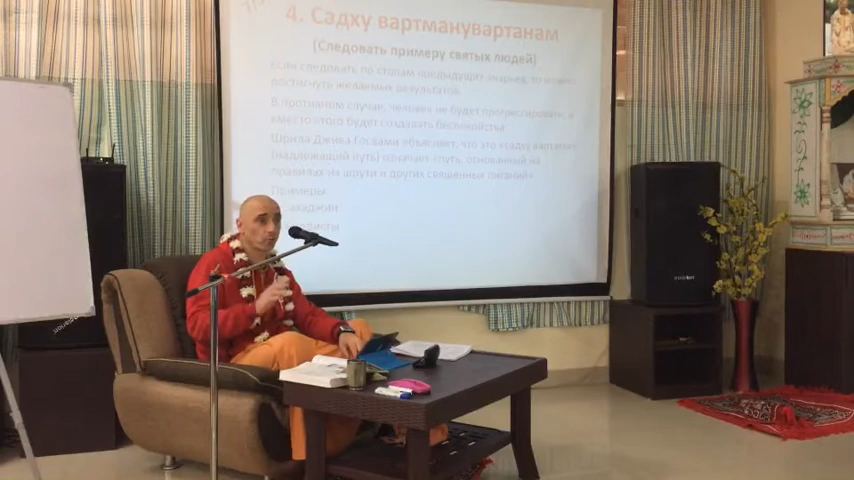 4. Садху вартманувартанам
(Следовать примеру святых людей)
Если следовать по стопам предыдущих ачарьев, то можно
достигнуть желаемых результатов.
В противном случае, человек не будет прогрессировать, а
вместо этого будет создавать беспокойства.
Шрила Джива Госвами объясняет, что это «садху вартма»
(надлежащий путь) означает «путь, основанный на
правилах из шрути и других священных писаний»
Примеры: